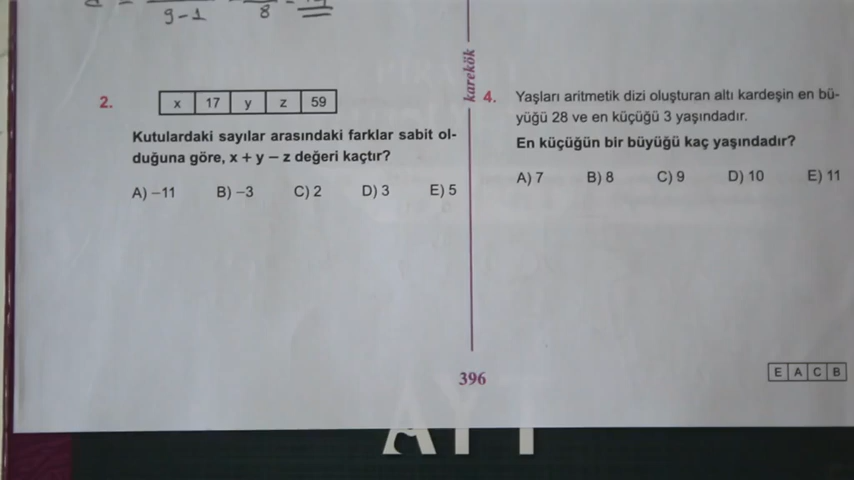 9-1
8
2.
x 17 y z 59
Kutulardaki sayılar arasındaki farklar sabit ol-
duğuna göre, x + y − z değeri kaçtır?
A) −11 B) −3 C) 2 D) 3 E) 5
karekök
4. Yaşları aritmetik dizi oluşturan altı kardeşin en bü-
yüğü 28 ve en küçüğü 3 yaşındadır.
En küçüğün bir büyüğü kaç yaşındadır?
A) 7 B) 8 C) 9 D) 10 E) 11
396
E A C B
AYT